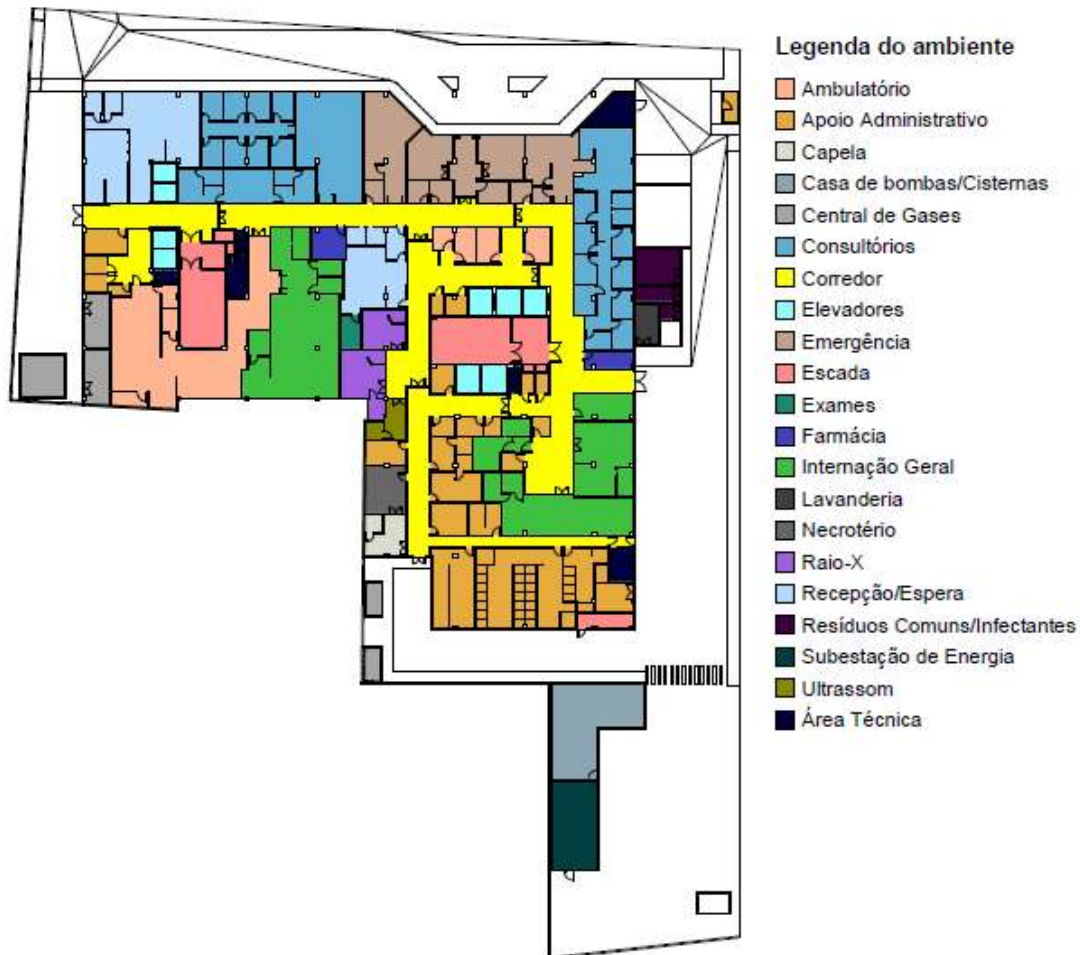 Legenda do ambiente
Ambulatório
Apoio Administrativo
Capela
Casa de bombas/Cisternas
Central de Gases
Consultórios
Corredor
Elevadores
Emergência
Escada
Exames
Farmácia
Internação Geral
Lavanderia
Necrotério
Raio-X
Recepção/Espera
Resíduos Comuns/Infectantes
Subestação de Energia
Ultrassom
Área Técnica